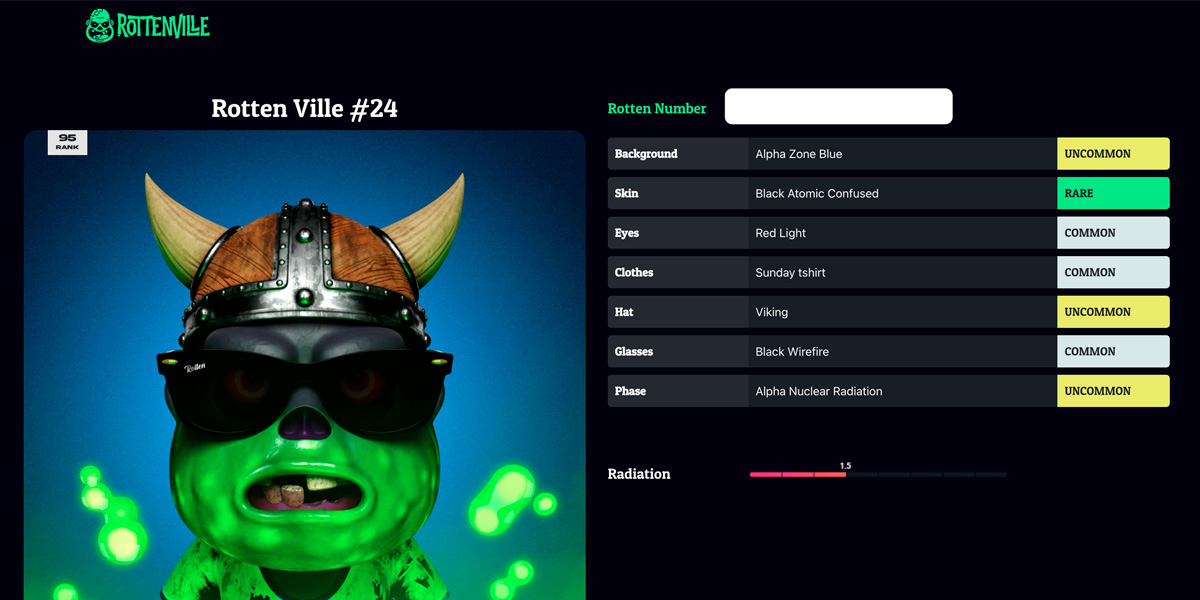 ROTTENVILLE
Rotten Ville #24
95
RANK
Rotten
Rotten Number
Background Alpha Zone Blue UNCOMMON
Skin Black Atomic Confused RARE
Eyes Red Light COMMON
Clothes Sunday tshirt COMMON
Hat Viking UNCOMMON
Glasses Black Wirefire COMMON
Phase Alpha Nuclear Radiation UNCOMMON
1.5
Radiation